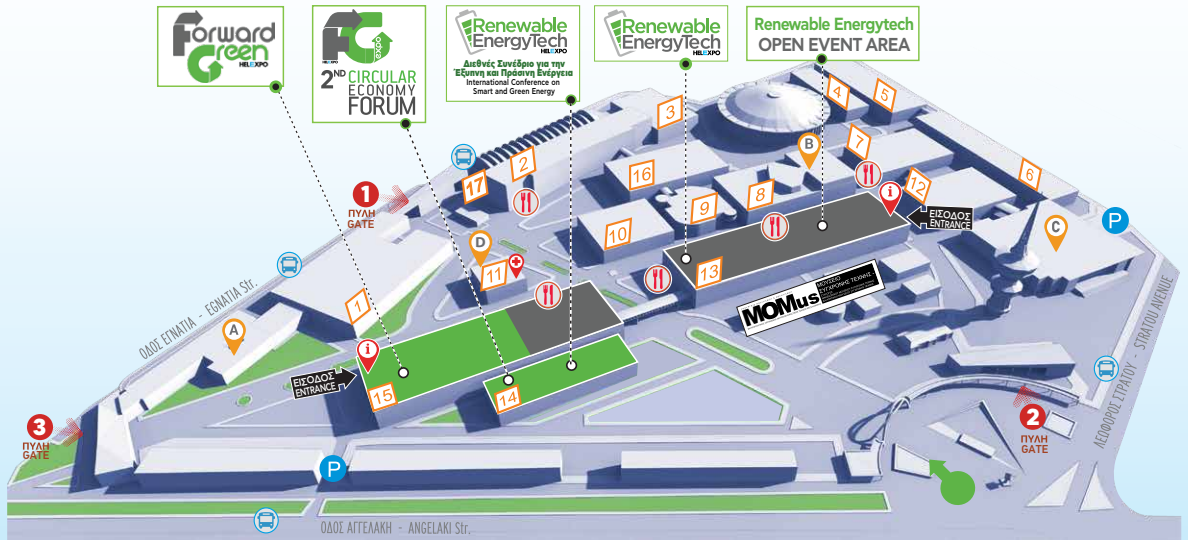 Forward
Green
HELEXPO
FG expo
2ND CIRCULAR
ECONOMY
FORUM
Renewable
EnergyTech
HELEXPO
Διεθνές Συνέδριο για την
Έξυπνη και Πράσινη Ενέργεια
International Conference on
Smart and Green Energy
Renewable
EnergyTech
HELEXPO
Renewable Energytech
OPEN EVENT AREA
3
4
5
2
17
16
B
7
6
1
ΠΥΛΗ
GATE
8
12
i
9
10
ΕΙΣΟΔΟΣ
ENTRANCE
P
C
D
11
13
ΟΔΟΣ ΕΓΝΑΤΙΑ - EGNATIA Str.
MOMus
ΜΟΥΣΕΙΟ
ΣΥΓΧΡΟΝΗΣ ΤΕΧΝΗΣ -
1
A
i
ΕΙΣΟΔΟΣ
ENTRANCE
15
14
ΛΕΩΦΟΡΟΣ ΣΤΡΑΤΟΥ - STRATOU AVENUE
3
ΠΥΛΗ
GATE
2
ΠΥΛΗ
GATE
P
ΟΔΟΣ ΑΓΓΕΛΑΚΗ - ANGELAKI Str.